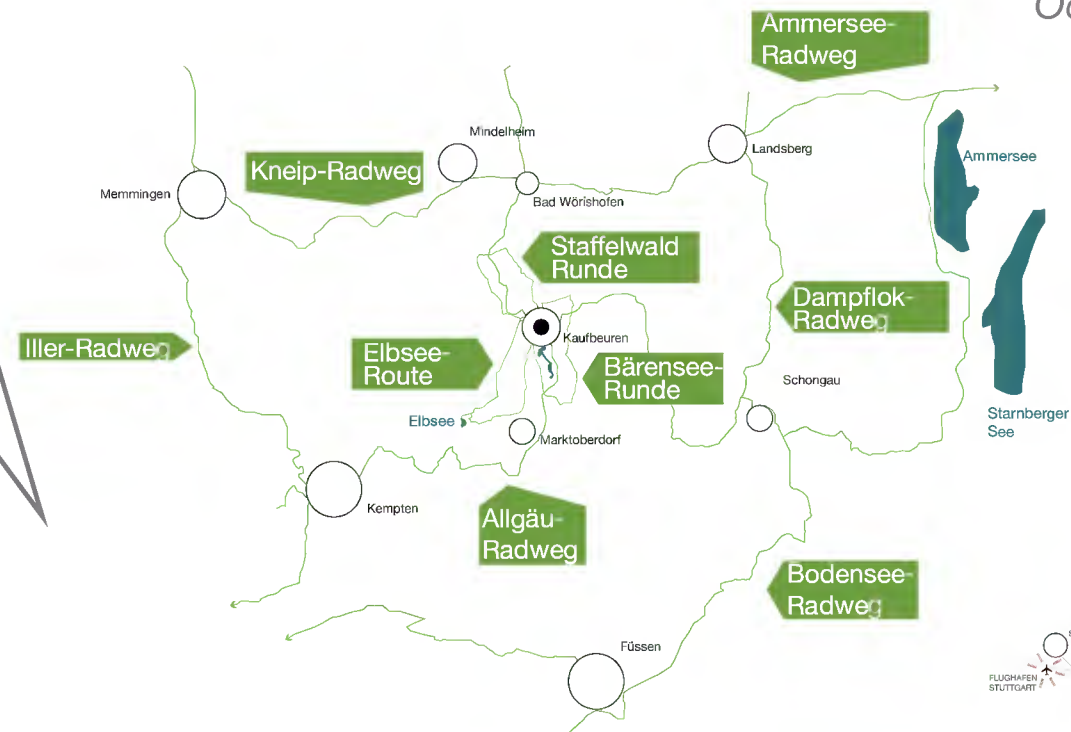 Ammersee-
Radweg
Mindelheim
Landsberg
Ammersee
Kneip-Radweg
Memmingen
Bad Wörishofen
Staffelwald
Runde
Dampflok-
Radweg
Iller-Radweg
Kaufbeuren
Elbsee-
Route
Bärensee-
Runde
Schongau
Elbsee
Marktoberdorf
Starnberger
See
Kempten
Allgäu-
Radweg
Bodensee-
Radweg
Füssen
FLUGHAFEN
STUTTGART